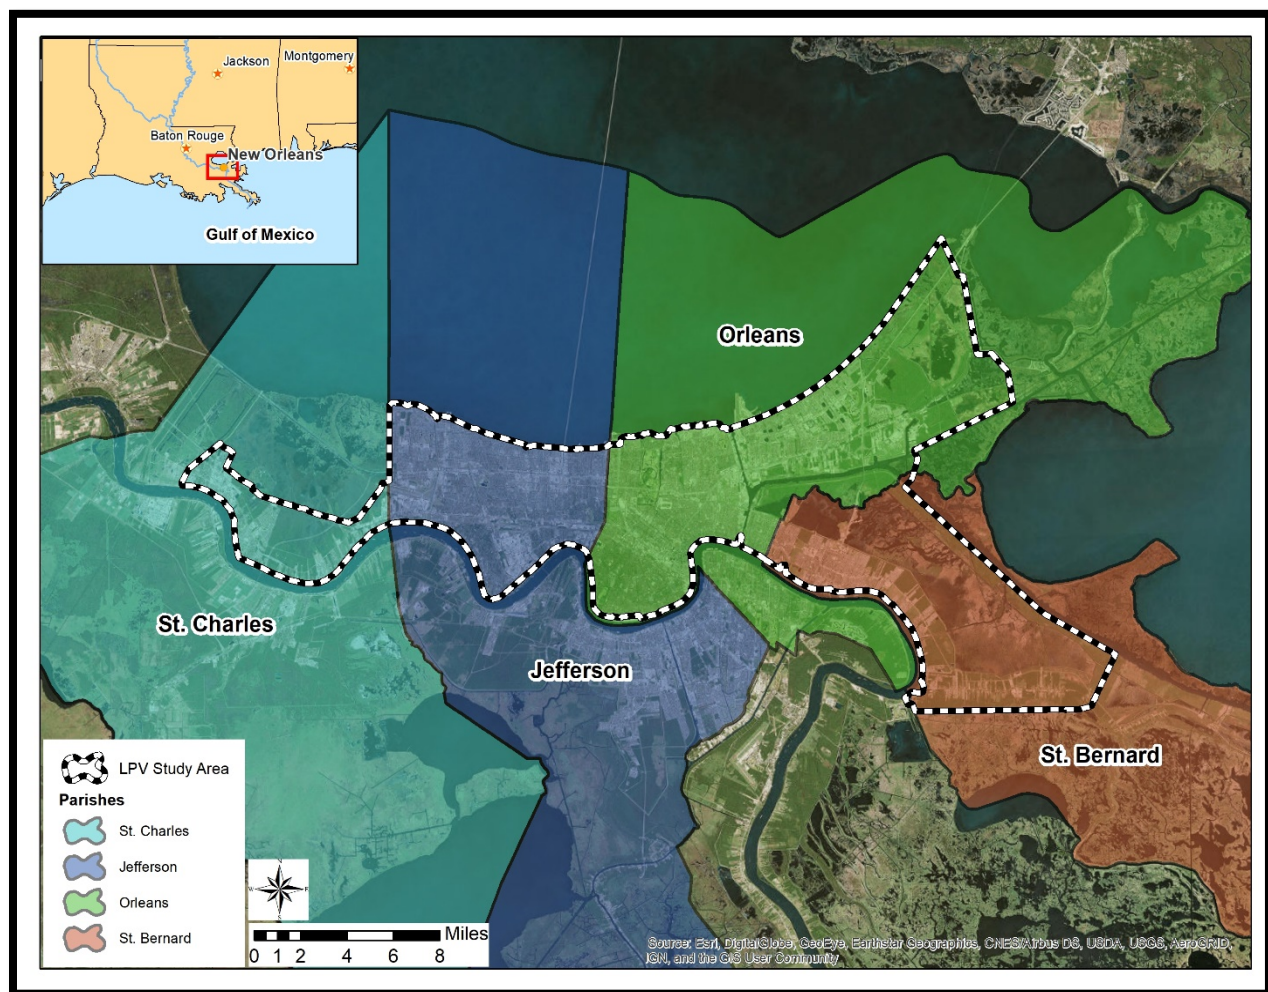 Jackson
Montgomery
Baton Rouge
New Orleans
Gulf of Mexico
Orleans
St. Charles
Jefferson
St. Bernard
LPV Study Area
Parishes
St. Charles
Jefferson
Orleans
St. Bernard
N
W E
S
Miles
0 1 2 4 6 8
Source: Esri, DigitalGlobe, GeoEye, Earthstar Geographics, CNES/Airbus DS, USDA, USGS, AeroGRID,
IGN, and the GIS User Community